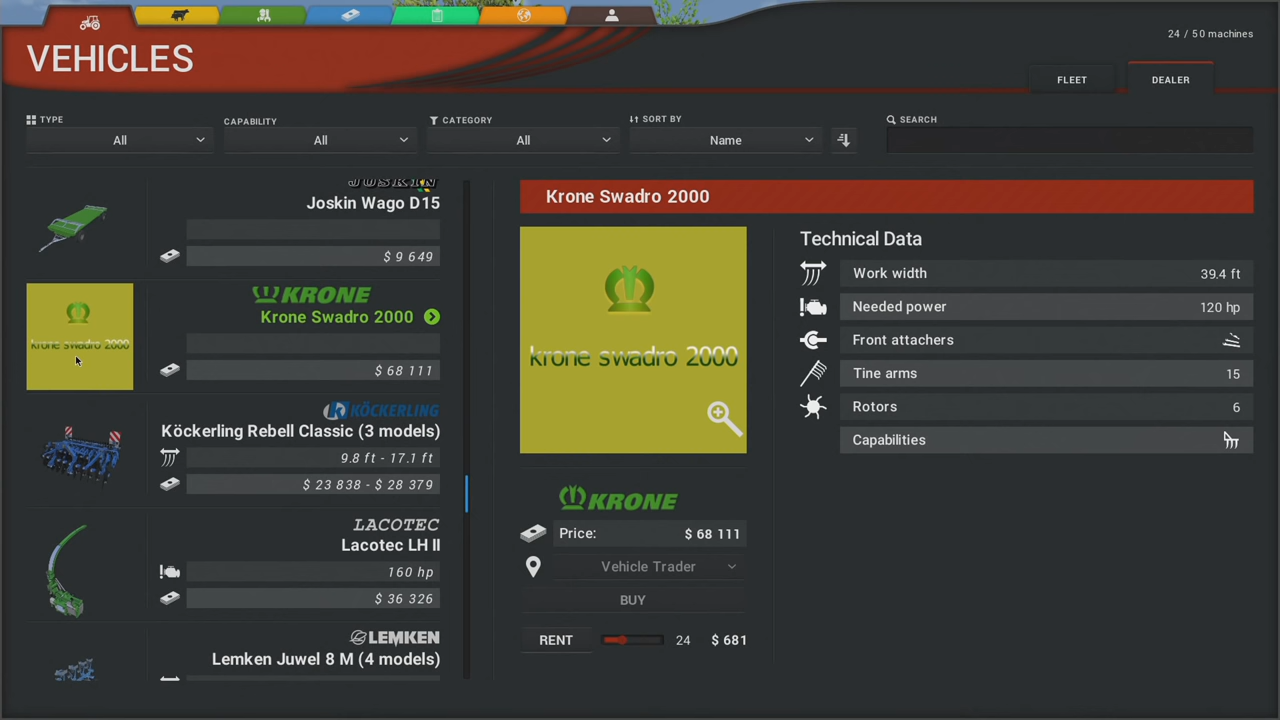 24 / 50 machines
VEHICLES
FLEET
DEALER
TYPE
CAPABILITY
CATEGORY
SORT BY
SEARCH
All
All
All
Name
JOSKIN
Joskin Wago D15
$ 9 649
KRONE
Krone Swadro 2000
krone swadro 2000
$ 68 111
KÖCKERLING
Köckerling Rebell Classic (3 models)
9.8 ft - 17.1 ft
$ 23 838 - $ 28 379
LACOTEC
Lacotec LH II
160 hp
$ 36 326
LEMKEN
Lemken Juwel 8 M (4 models)
Krone Swadro 2000
krone swadro 2000
KRONE
Price: $ 68 111
Vehicle Trader
BUY
RENT 24 $ 681
Technical Data
Work width 39.4 ft
Needed power 120 hp
Front attachers
Tine arms 15
Rotors 6
Capabilities